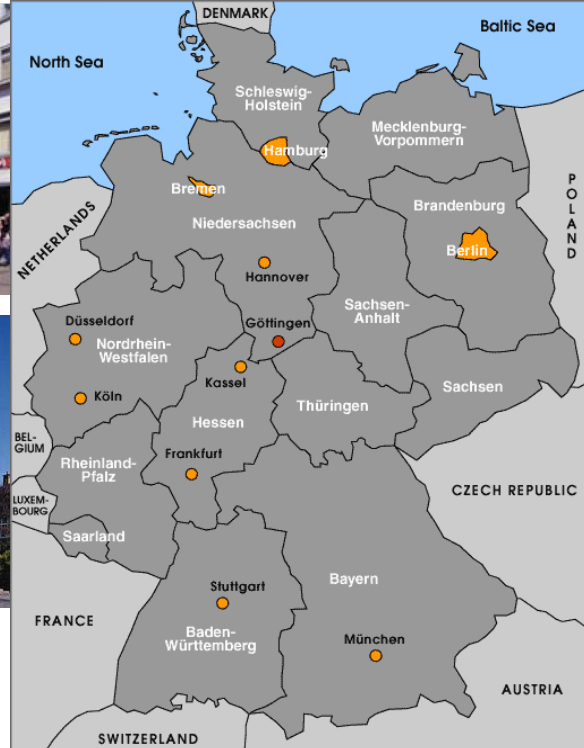 DENMARK
Baltic Sea
North Sea
Schleswig-
Holstein
Mecklenburg-
Vorpommern
Hamburg
Bremen
Brandenburg
POLAND
NETHERLANDS
Niedersachsen
Berlin
Hannover
Sachsen-
Anhalt
Düsseldorf
Göttingen
Nordrhein-
Westfalen
Kassel
Sachsen
Köln
Thüringen
Hessen
BEL-
GIUM
Frankfurt
Rheinland-
Pfalz
CZECH REPUBLIC
LUXEM-
BOURG
Saarland
Bayern
Stuttgart
FRANCE
Baden-
Württemberg
München
AUSTRIA
SWITZERLAND